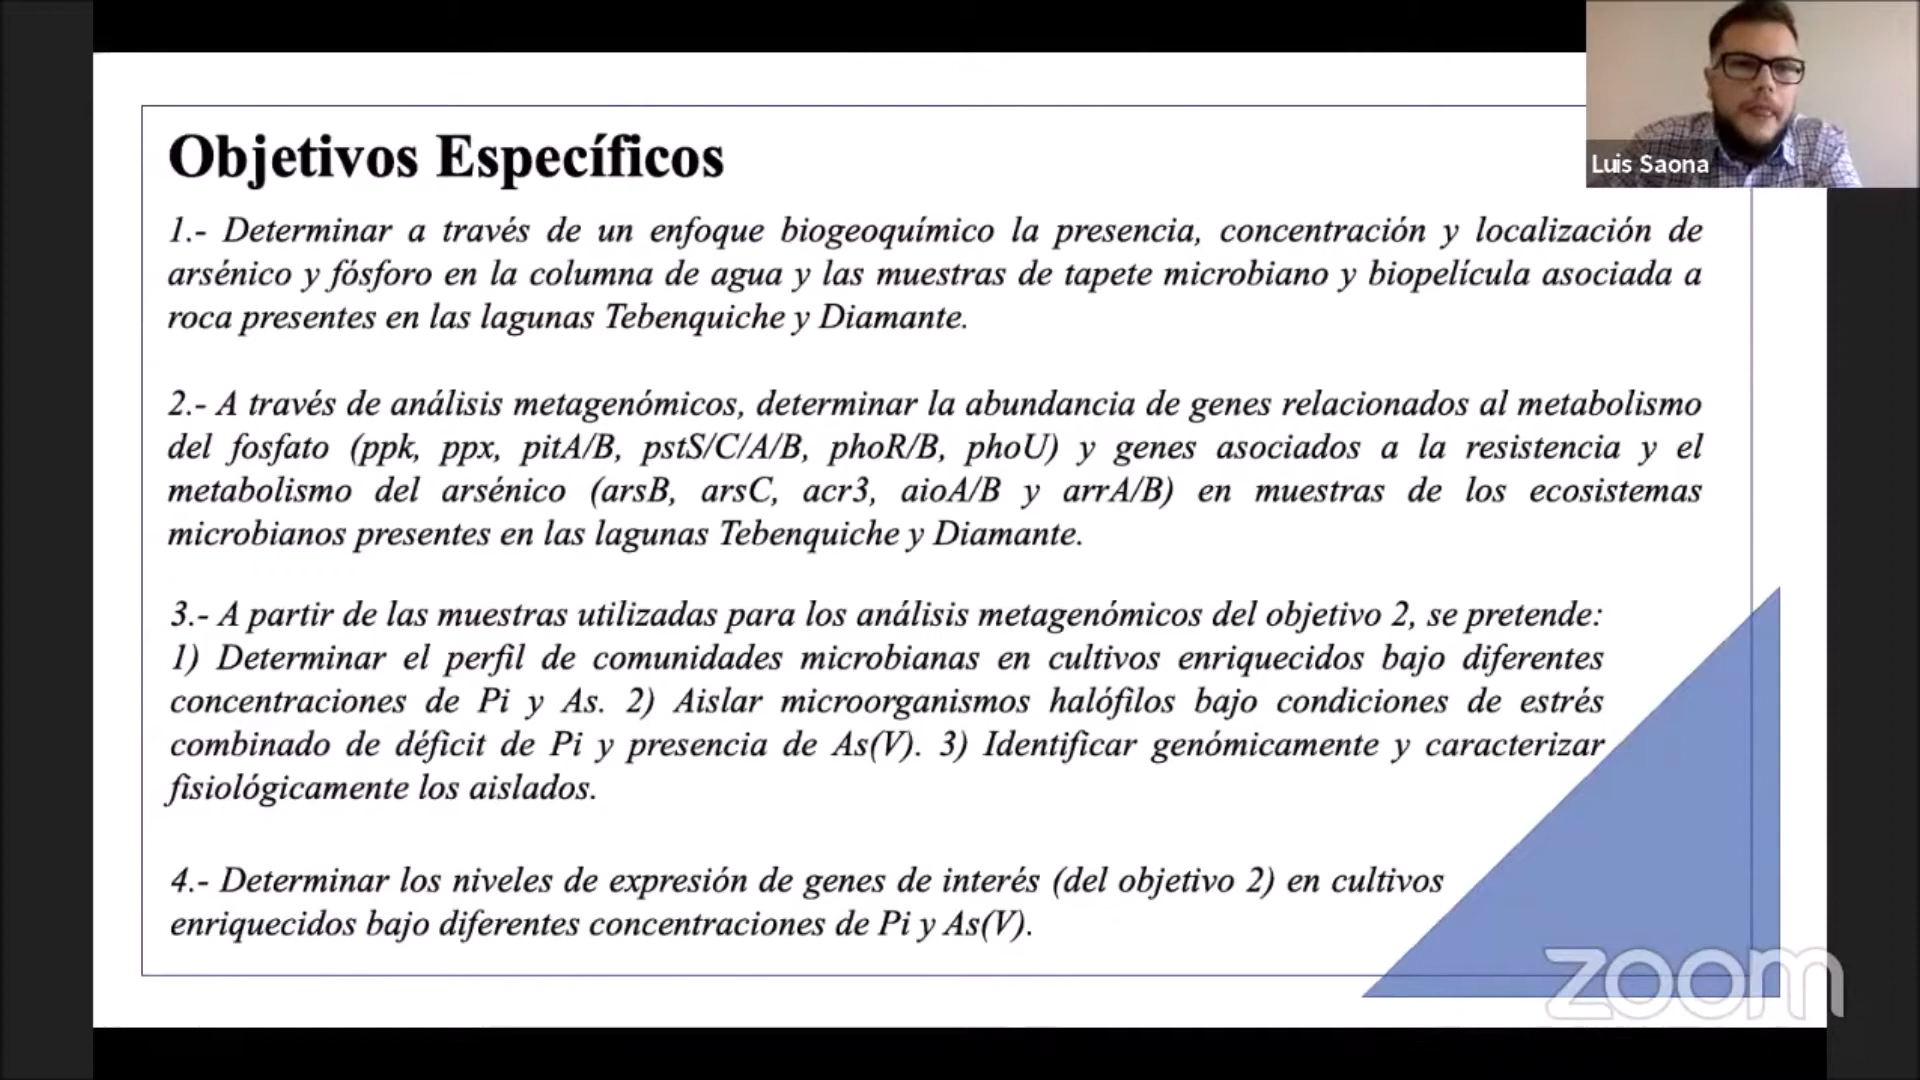 Objetivos Específicos
1.- Determinar a través de un enfoque biogeoquímico la presencia, concentración y localización de
arsénico y fósforo en la columna de agua y las muestras de tapete microbiano y biopelícula asociada a
roca presentes en las lagunas Tebenquiche y Diamante.
2.- A través de análisis metagenómicos, determinar la abundancia de genes relacionados al metabolismo
del fosfato (ppk, ppx, pitA/B, pstS/C/A/B, phoR/B, phoU) y genes asociados a la resistencia y el
metabolismo del arsénico (arsB, arsC, acr3, aioA/B y arrA/B) en muestras de los ecosistemas
microbianos presentes en las lagunas Tebenquiche y Diamante.
3.- A partir de las muestras utilizadas para los análisis metagenómicos del objetivo 2, se pretende:
1) Determinar el perfil de comunidades microbianas en cultivos enriquecidos bajo diferentes
concentraciones de Pi y As. 2) Aislar microorganismos halófilos bajo condiciones de estrés
combinado de déficit de Pi y presencia de As(V). 3) Identificar genómicamente y caracterizar
fisiológicamente los aislados.
4.- Determinar los niveles de expresión de genes de interés (del objetivo 2) en cultivos
enriquecidos bajo diferentes concentraciones de Pi y As(V).
Luis Saona
zoom